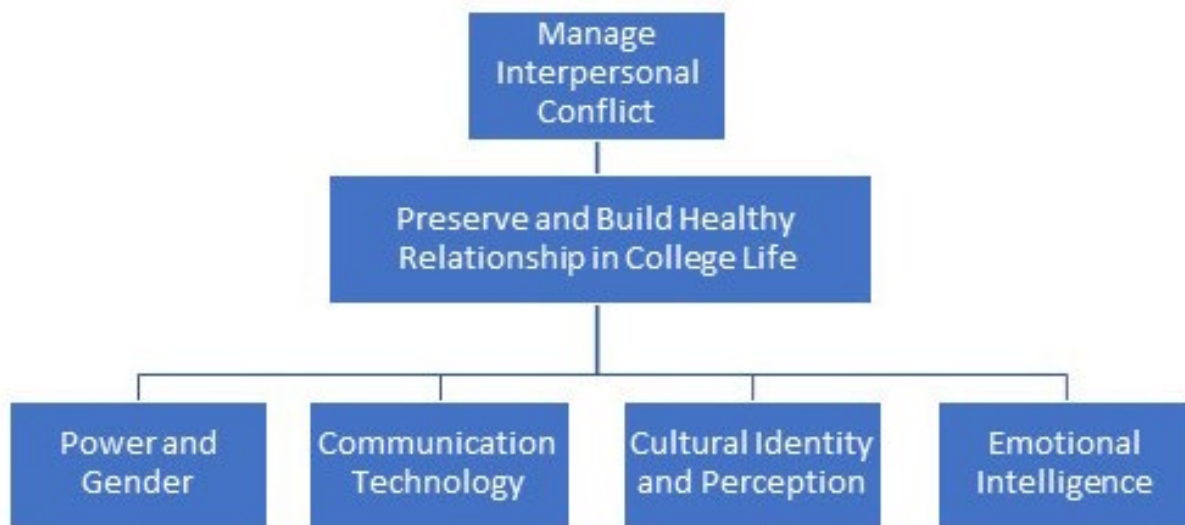 Manage
Interpersonal
Conflict
Preserve and Build Healthy
Relationship in College Life
Power and
Gender
Communication
Technology
Cultural Identity
and Perception
Emotional
Intelligence